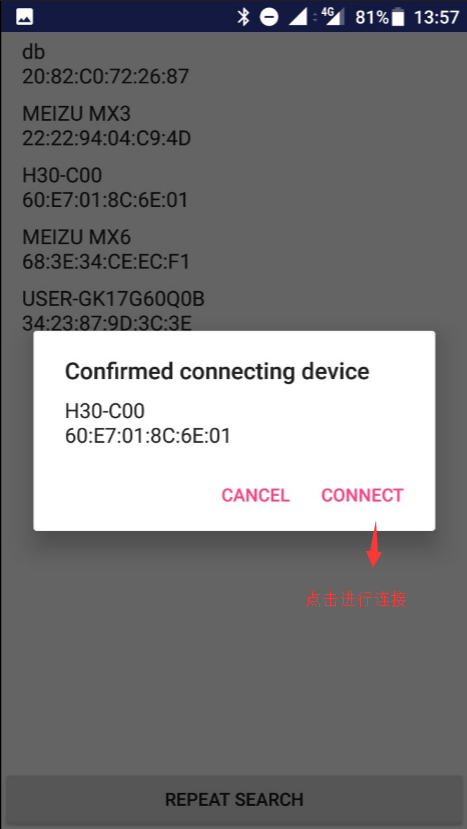 4G 81% 13:57
db
20:82:C0:72:26:87
MEIZU MX3
22:22:94:04:C9:4D
H30-C00
60:E7:01:8C:6E:01
MEIZU MX6
68:3E:34:CE:EC:F1
USER-GK17G60Q0B
34:23:87:9D:3C:3E
Confirmed connecting device
H30-C00
60:E7:01:8C:6E:01
CANCEL CONNECT
点击进行连接
REPEAT SEARCH